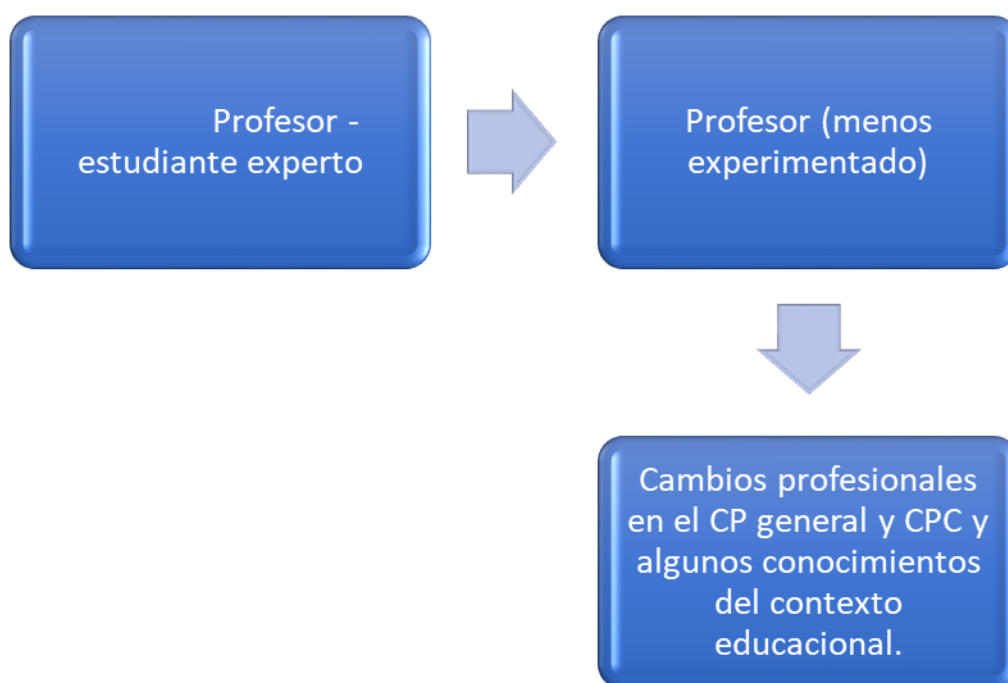 Profesor -
estudiante experto
Profesor (menos
experimentado)
Cambios profesionales
en el CP general y CPC y
algunos conocimientos
del contexto
educacional.